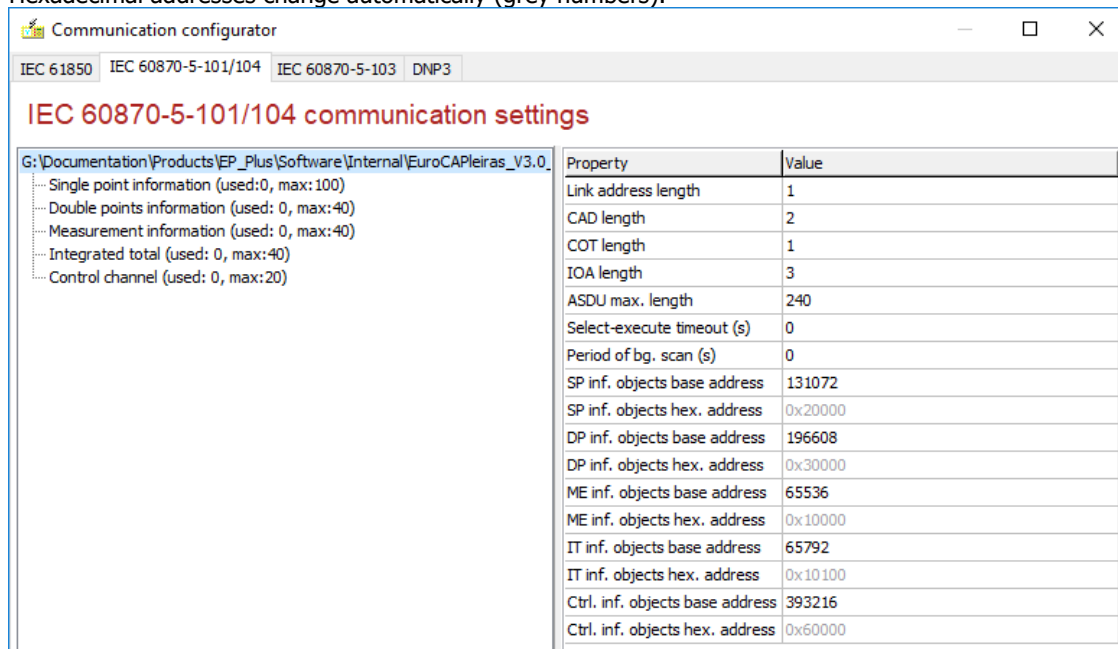 Hexadecimal addresses change automatically (grey numbers).
Communication configurator
IEC 61850 IEC 60870-5-101/104 IEC 60870-5-103 DNP3
IEC 60870-5-101/104 communication settings
G:\Documentation\Products\EP_Plus\Software\Internal\EuroCAPleiras_V3.0_
Single point information (used:0, max:100)
Double points information (used: 0, max:40)
Measurement information (used: 0, max:40)
Integrated total (used: 0, max:40)
Control channel (used: 0, max:20)
Property Value
Link address length 1
CAD length 2
COT length 1
IOA length 3
ASDU max. length 240
Select-execute timeout (s) 0
Period of bg. scan (s) 0
SP inf. objects base address 131072
SP inf. objects hex. address 0x20000
DP inf. objects base address 196608
DP inf. objects hex. address 0x30000
ME inf. objects base address 65536
ME inf. objects hex. address 0x10000
IT inf. objects base address 65792
IT inf. objects hex. address 0x10100
Ctrl. inf. objects base address 393216
Ctrl. inf. objects hex. address 0x60000